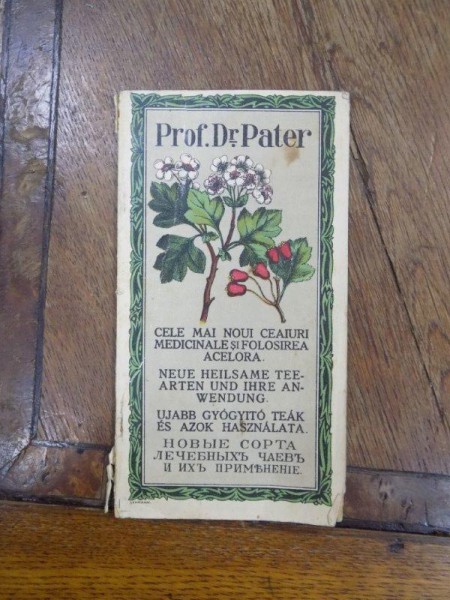 Prof. Dr. Pater
CELE MAI NOUI CEAIURI
MEDICINALE ȘI FOLOSIREA
ACELORA.
NEUE HEILSAME TEE-
ARTEN UND IHRE AN-
WENDUNG.
UJABB GYÓGYITÓ TEÁK
ÉS AZOK HASZNÁLATA.
НОВЫЕ СОРТА
ЛЕЧЕБНЫХЪ ЧАЕВЪ
И ИХЪ ПРИМѢНЕНІЕ.